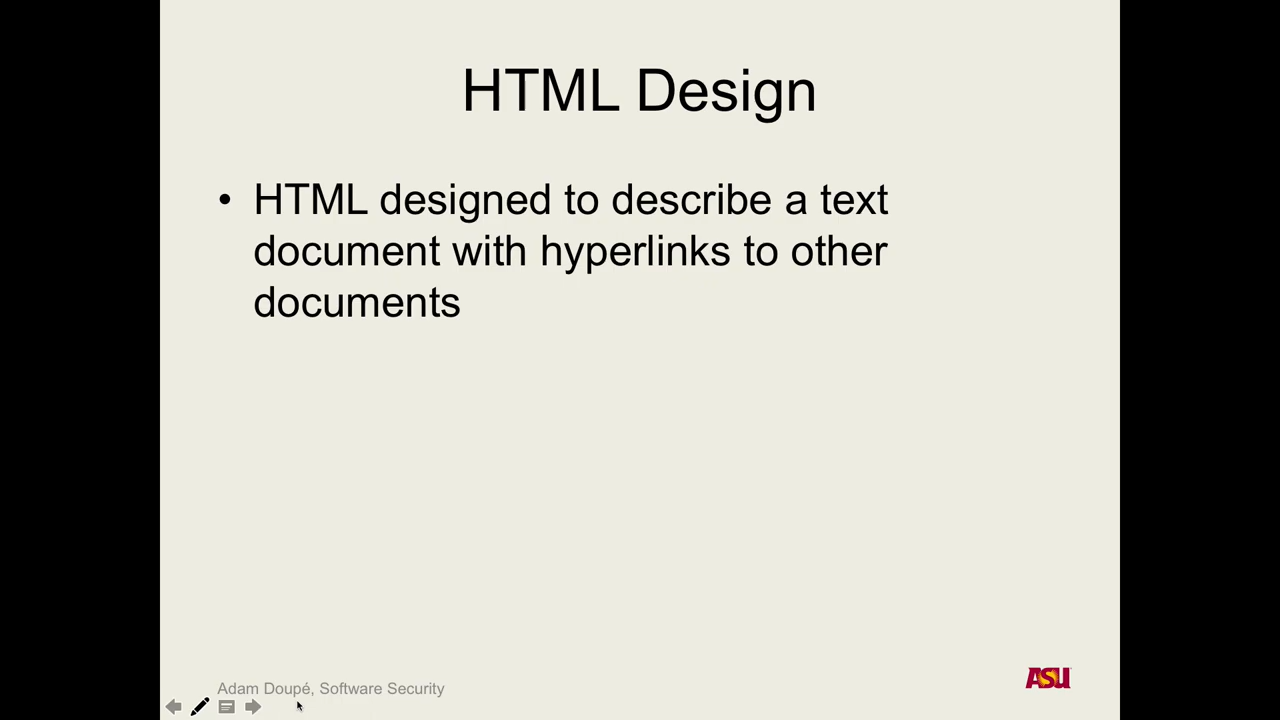 HTML Design
• HTML designed to describe a text
document with hyperlinks to other
documents
Adam Doupé, Software Security
ASU